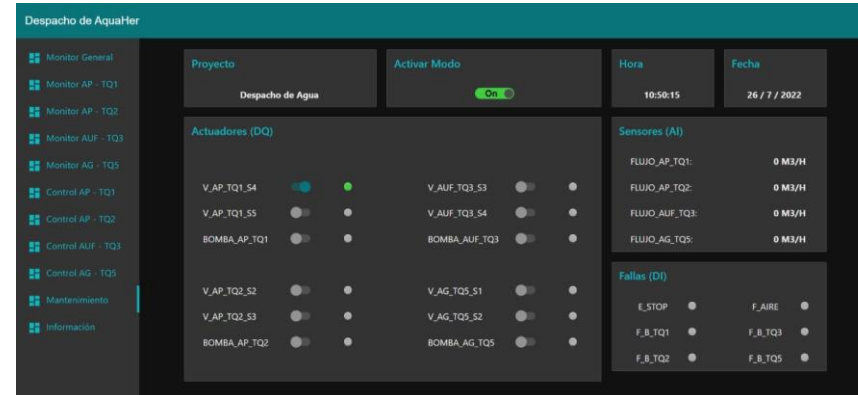 Despacho de AquaHer
Monitor General
Monitor AP - TQ1
Monitor AP - TQ2
Monitor AUF - TQ3
Monitor AG - TQ5
Control AP - TQ1
Control AP - TQ2
Control AUF - TQ3
Control AG - TQ5
Mantenimiento
Información
Proyecto
Despacho de Agua
Activar Modo
On
Hora
10:50:15
Fecha
26 / 7 / 2022
Actuadores (DQ)
V_AP_TQ1_S4 V_AUF_TQ3_S3
V_AP_TQ1_S5 V_AUF_TQ3_S4
BOMBA_AP_TQ1 BOMBA_AUF_TQ3
V_AP_TQ2_S2 V_AG_TQ5_S1
V_AP_TQ2_S3 V_AG_TQ5_S2
BOMBA_AP_TQ2 BOMBA_AG_TQ5
Sensores (AI)
FLUJO_AP_TQ1: 0 M3/H
FLUJO_AP_TQ2: 0 M3/H
FLUJO_AUF_TQ3: 0 M3/H
FLUJO_AG_TQ5: 0 M3/H
Fallas (DI)
E_STOP F_AIRE
F_B_TQ1 F_B_TQ3
F_B_TQ2 F_B_TQ5